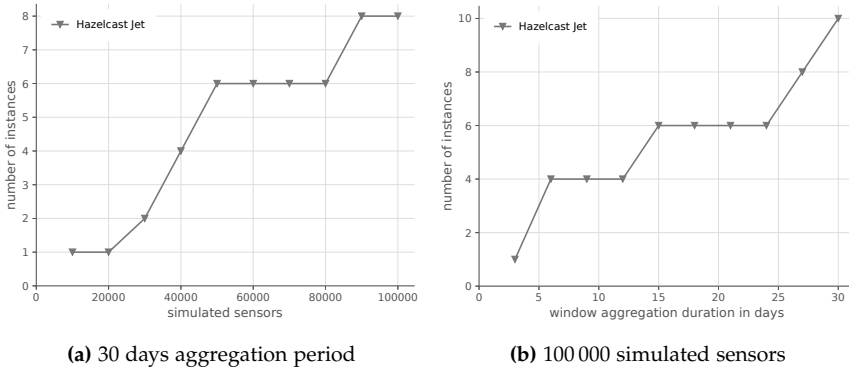 Hazelcast Jet
number of instances
8
7
6
5
4
3
2
1
0
0 20000 40000 60000 80000 100000
simulated sensors
(a) 30 days aggregation period
Hazelcast Jet
number of instances
10
8
6
4
2
0
0 5 10 15 20 25 30
window aggregation duration in days
(b) 100 000 simulated sensors